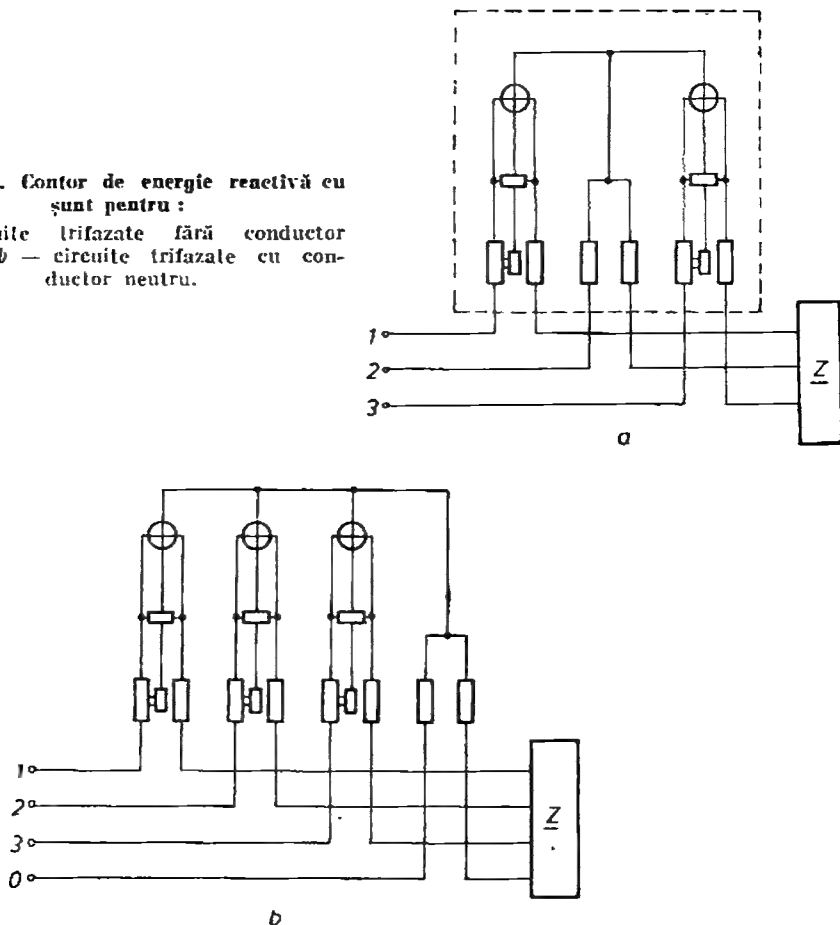 . Contor de energie reactivă cu
șunt pentru :
uite trifazate fără conductor
b — circuite trifazate cu con-
ductor neutru.
1
2
3
Z
a
1
2
3
0
Z
b